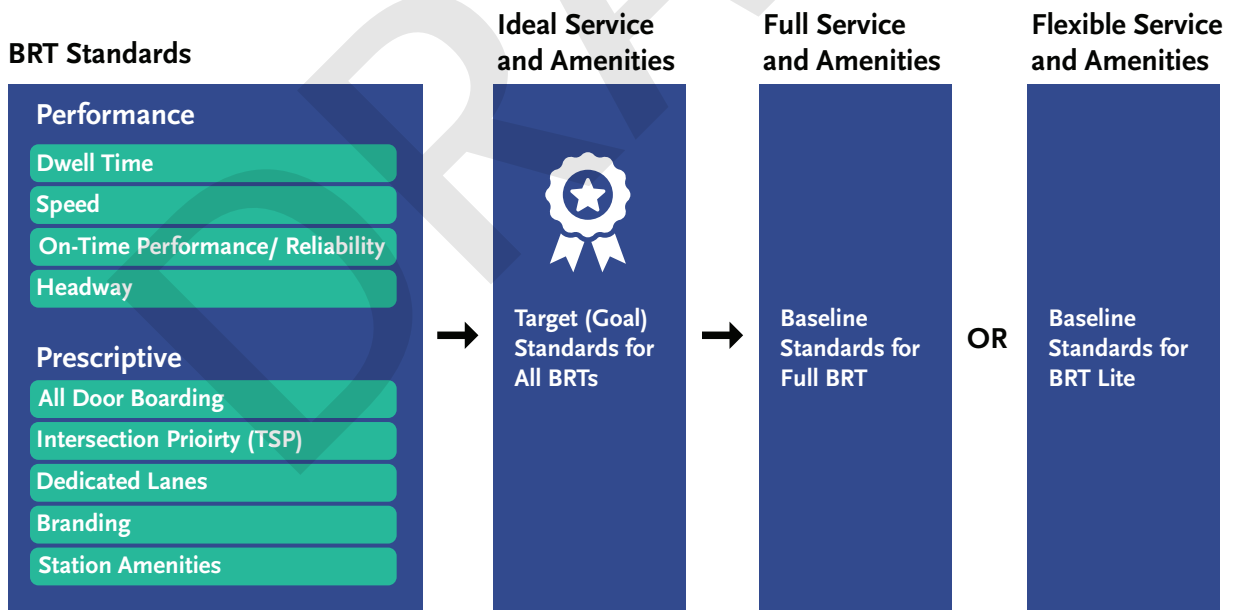 BRT Standards
Performance
Dwell Time
Speed
On-Time Performance/ Reliability
Headway
Prescriptive
All Door Boarding
Intersection Prioirty (TSP)
Dedicated Lanes
Branding
Station Amenities
Ideal Service
and Amenities
Target (Goal)
Standards for
All BRTs
Full Service
and Amenities
Baseline
Standards for
Full BRT
OR
Flexible Service
and Amenities
Baseline
Standards for
BRT Lite
DRA